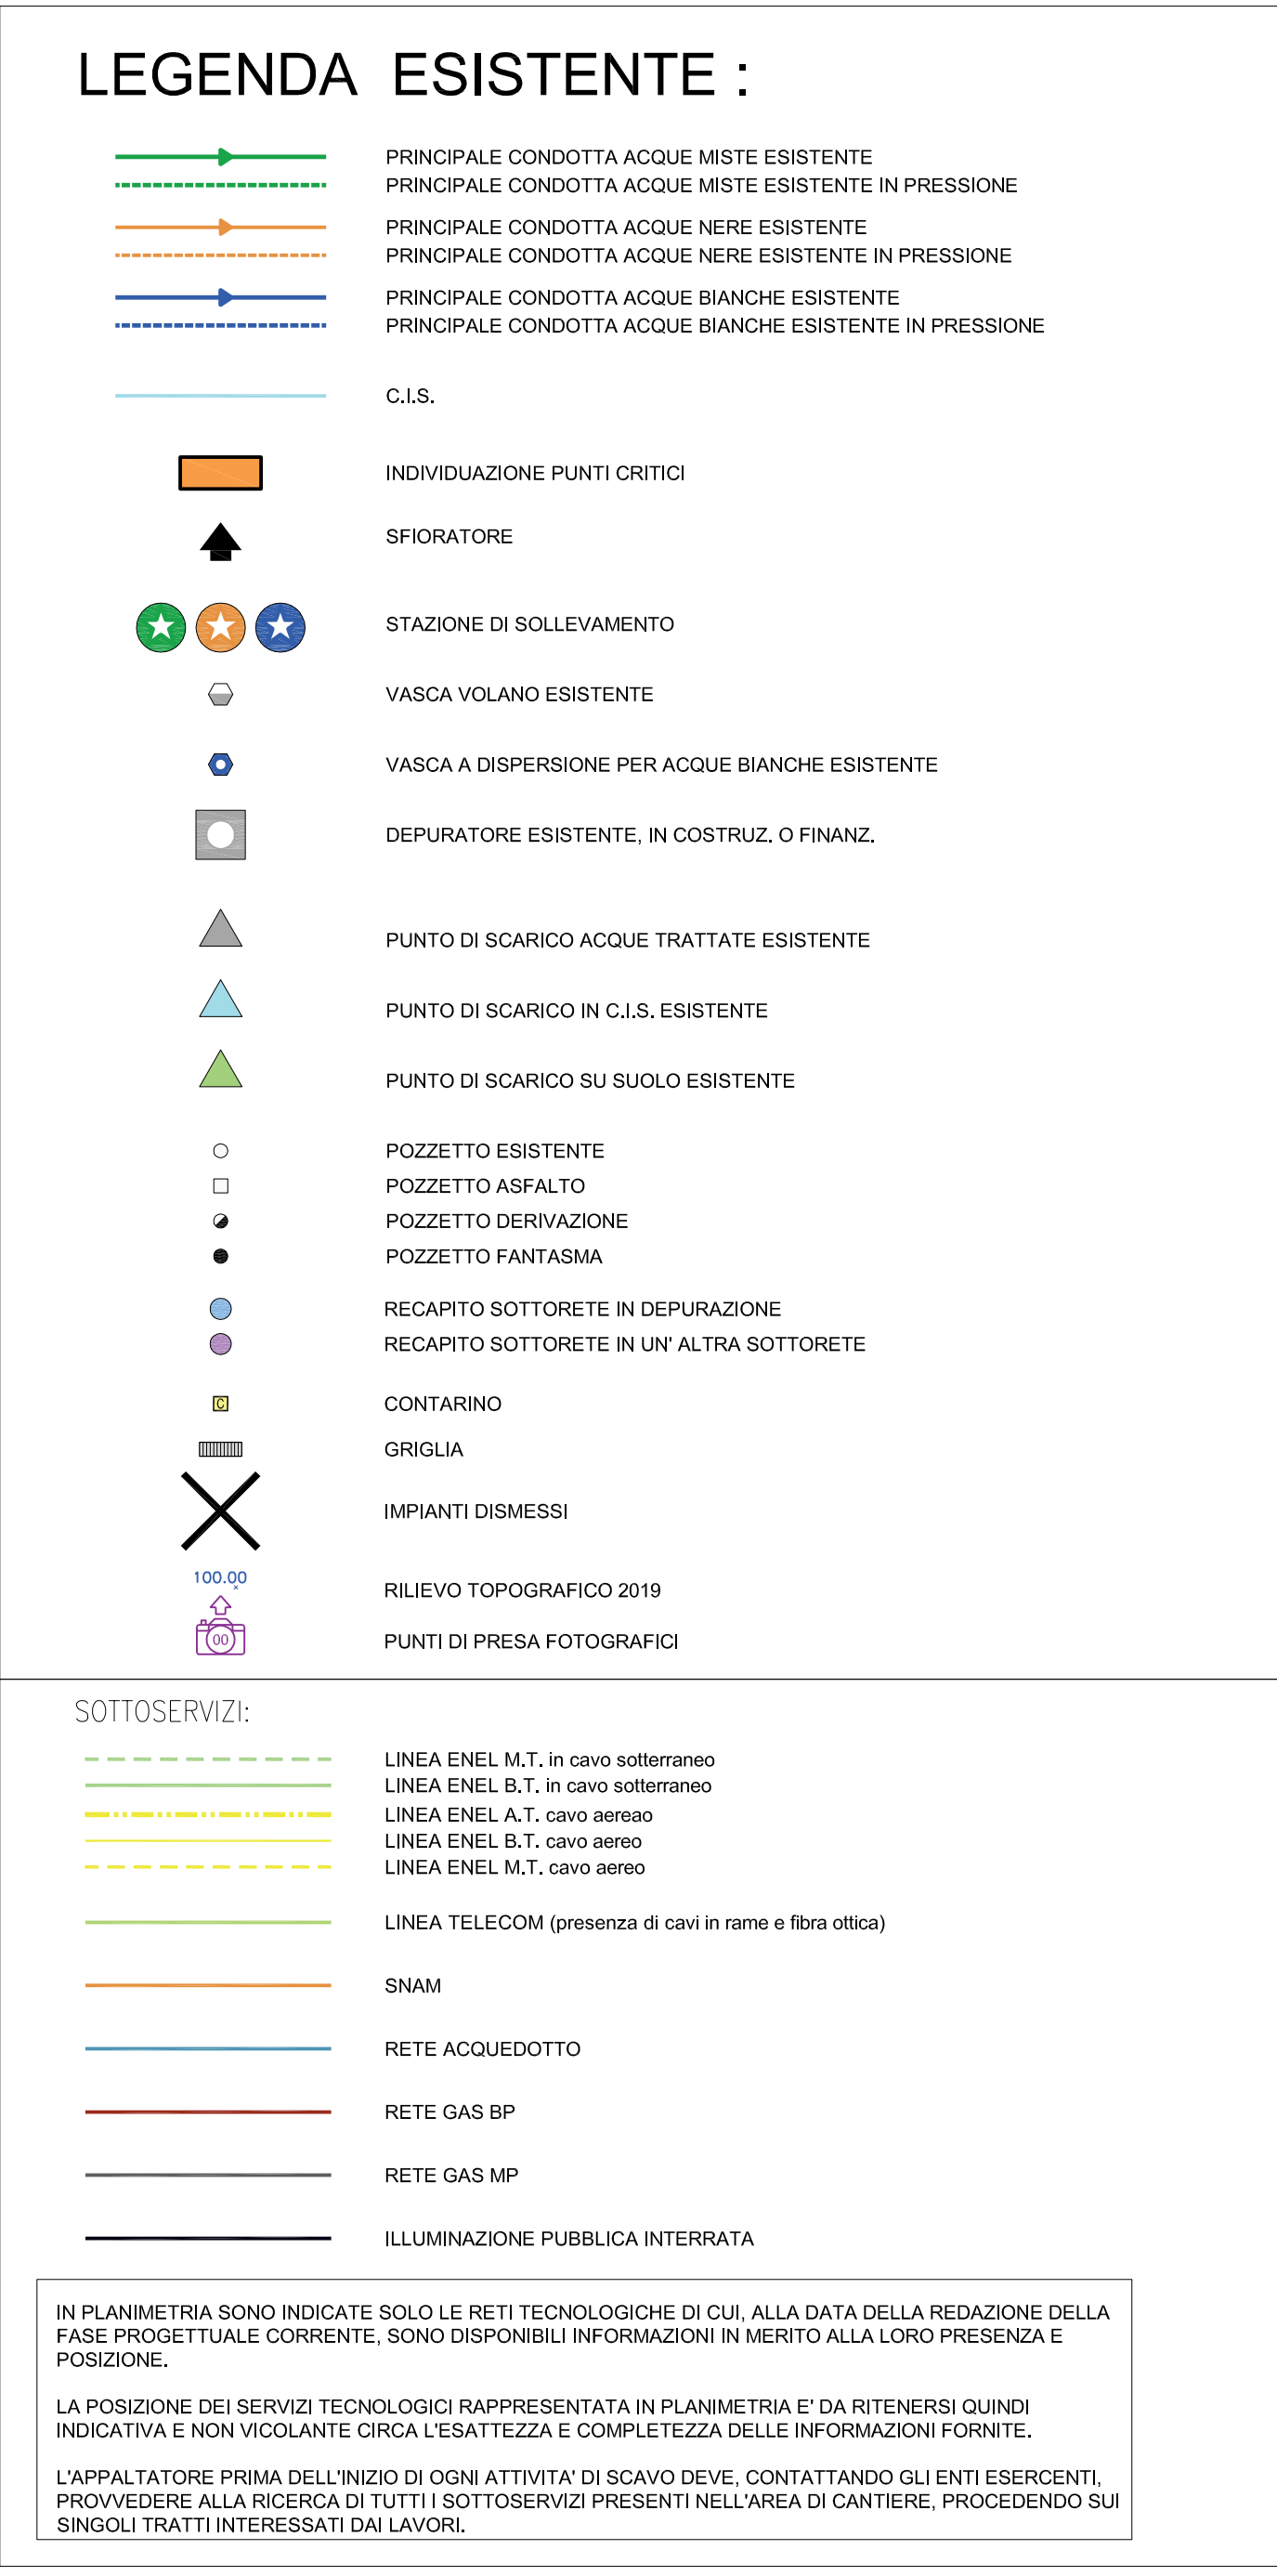 LEGENDA ESISTENTE :
PRINCIPALE CONDOTTA ACQUE MISTE ESISTENTE
PRINCIPALE CONDOTTA ACQUE MISTE ESISTENTE IN PRESSIONE
PRINCIPALE CONDOTTA ACQUE NERE ESISTENTE
PRINCIPALE CONDOTTA ACQUE NERE ESISTENTE IN PRESSIONE
PRINCIPALE CONDOTTA ACQUE BIANCHE ESISTENTE
PRINCIPALE CONDOTTA ACQUE BIANCHE ESISTENTE IN PRESSIONE
C.I.S.
INDIVIDUAZIONE PUNTI CRITICI
SFIORATORE
STAZIONE DI SOLLEVAMENTO
VASCA VOLANO ESISTENTE
VASCA A DISPERSIONE PER ACQUE BIANCHE ESISTENTE
DEPURATORE ESISTENTE, IN COSTRUZ. O FINANZ.
PUNTO DI SCARICO ACQUE TRATTATE ESISTENTE
PUNTO DI SCARICO IN C.I.S. ESISTENTE
PUNTO DI SCARICO SU SUOLO ESISTENTE
POZZETTO ESISTENTE
POZZETTO ASFALTO
POZZETTO DERIVAZIONE
POZZETTO FANTASMA
RECAPITO SOTTORETE IN DEPURAZIONE
RECAPITO SOTTORETE IN UN' ALTRA SOTTORETE
C CONTARINO
GRIGLIA
IMPIANTI DISMESSI
100.00
RILIEVO TOPOGRAFICO 2019
00 PUNTI DI PRESA FOTOGRAFICI
SOTTOSERVIZI:
LINEA ENEL M.T. in cavo sotterraneo
LINEA ENEL B.T. in cavo sotterraneo
LINEA ENEL A.T. cavo aereao
LINEA ENEL B.T. cavo aereo
LINEA ENEL M.T. cavo aereo
LINEA TELECOM (presenza di cavi in rame e fibra ottica)
SNAM
RETE ACQUEDOTTO
RETE GAS BP
RETE GAS MP
ILLUMINAZIONE PUBBLICA INTERRATA
IN PLANIMETRIA SONO INDICATE SOLO LE RETI TECNOLOGICHE DI CUI, ALLA DATA DELLA REDAZIONE DELLA
FASE PROGETTUALE CORRENTE, SONO DISPONIBILI INFORMAZIONI IN MERITO ALLA LORO PRESENZA E
POSIZIONE.
LA POSIZIONE DEI SERVIZI TECNOLOGICI RAPPRESENTATA IN PLANIMETRIA E' DA RITENERSI QUINDI
INDICATIVA E NON VICOLANTE CIRCA L'ESATTEZZA E COMPLETEZZA DELLE INFORMAZIONI FORNITE.
L'APPALTATORE PRIMA DELL'INIZIO DI OGNI ATTIVITA' DI SCAVO DEVE, CONTATTANDO GLI ENTI ESERCENTI,
PROVVEDERE ALLA RICERCA DI TUTTI I SOTTOSERVIZI PRESENTI NELL'AREA DI CANTIERE, PROCEDENDO SUI
SINGOLI TRATTI INTERESSATI DAI LAVORI.